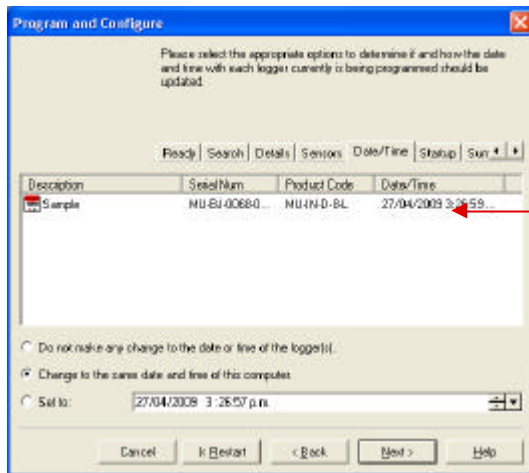 Program and Configure
Please select the appropriate options to determine if and how the date
and time with each logger currently is being programmed should be
updated.
Ready Search Details Sensors Date/Time Startup Sum
Description Serial Num Product Code Date/Time
Sample 27/04/2009 3:26:59...
Do not make any change to the date or time of the logger(s).
Change to the same date and time of this computer.
Set to: 27/04/2009 3:26:57 p.m.
Cancel Restart < Back Next > Help